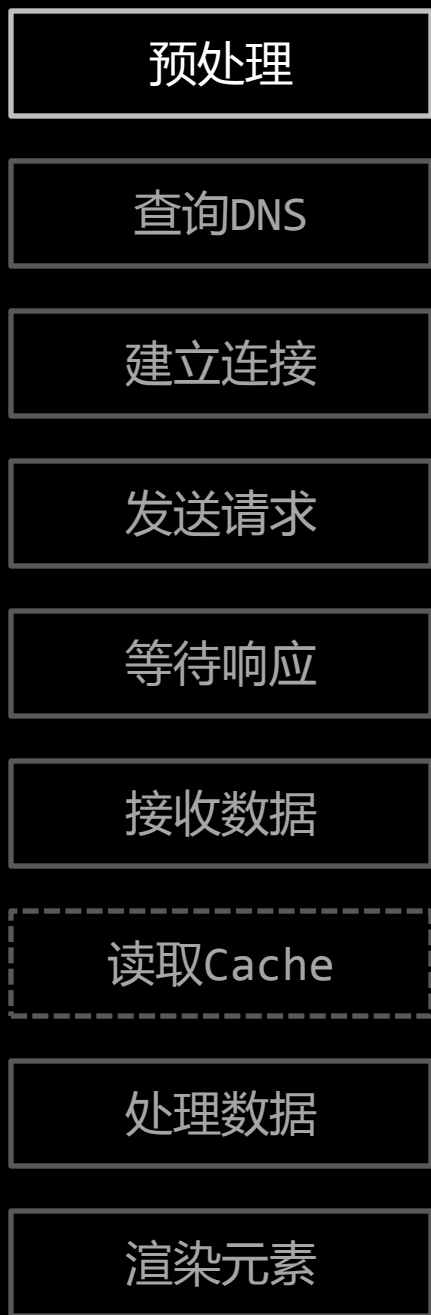 预处理
查询DNS
建立连接
发送请求
等待响应
接收数据
读取Cache
处理数据
渲染元素